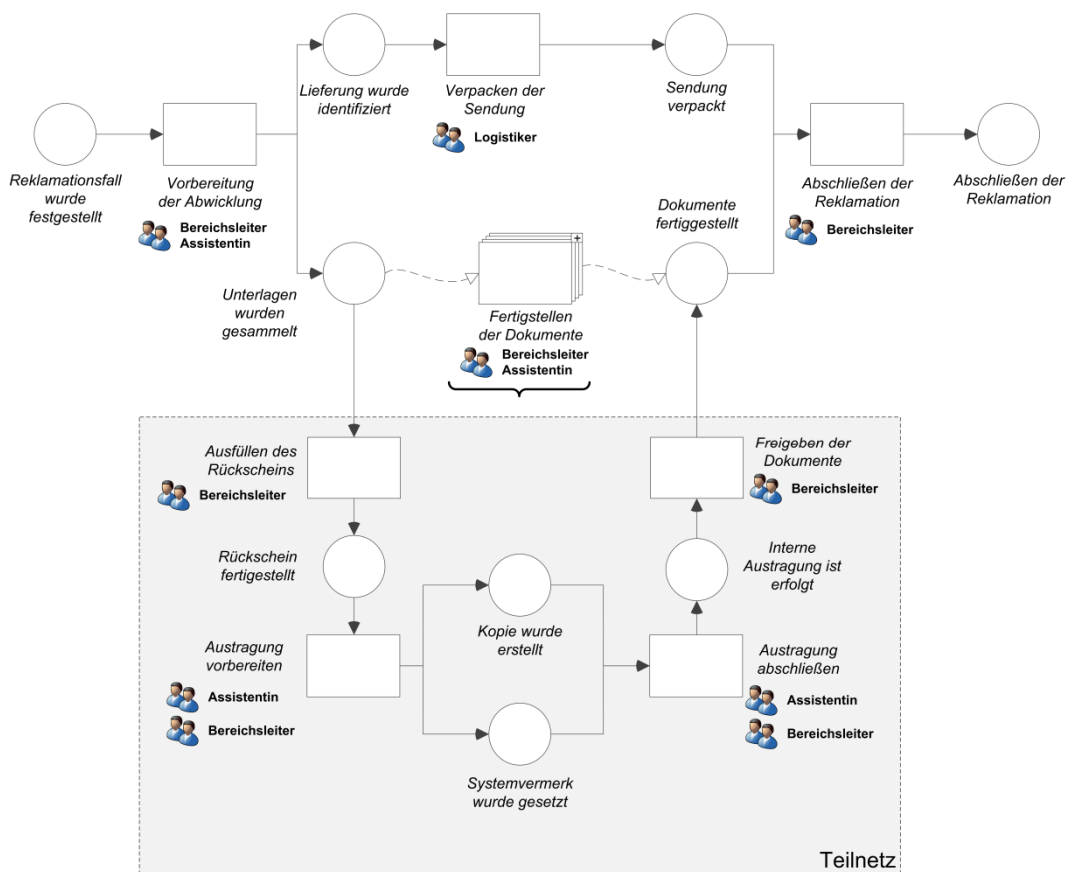 Lieferung wurde
identifiziert
Verpacken der
Sendung
Logistiker
Sendung
verpackt
Reklamationsfall
wurde
festgestellt
Vorbereitung
der Abwicklung
Bereichsleiter
Assistentin
Abschließen der
Reklamation
Bereichsleiter
Abschließen der
Reklamation
Unterlagen
wurden
gesammelt
+
Fertigstellen
der Dokumente
Bereichsleiter
Assistentin
Dokumente
fertiggestellt
Ausfüllen des
Rückscheins
Bereichsleiter
Freigeben der
Dokumente
Bereichsleiter
Rückschein
fertigestellt
Kopie wurde
erstellt
Interne
Austragung ist
erfolgt
Austragung
vorbereiten
Assistentin
Bereichsleiter
Austragung
abschließen
Assistentin
Bereichsleiter
Systemvermerk
wurde gesetzt
Teilnetz